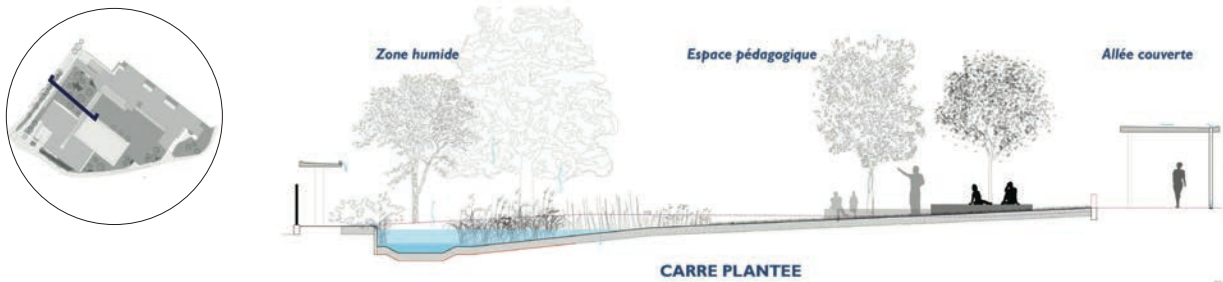 Zone humide
Espace pédagogique
Allée couverte
CARRE PLANTEE